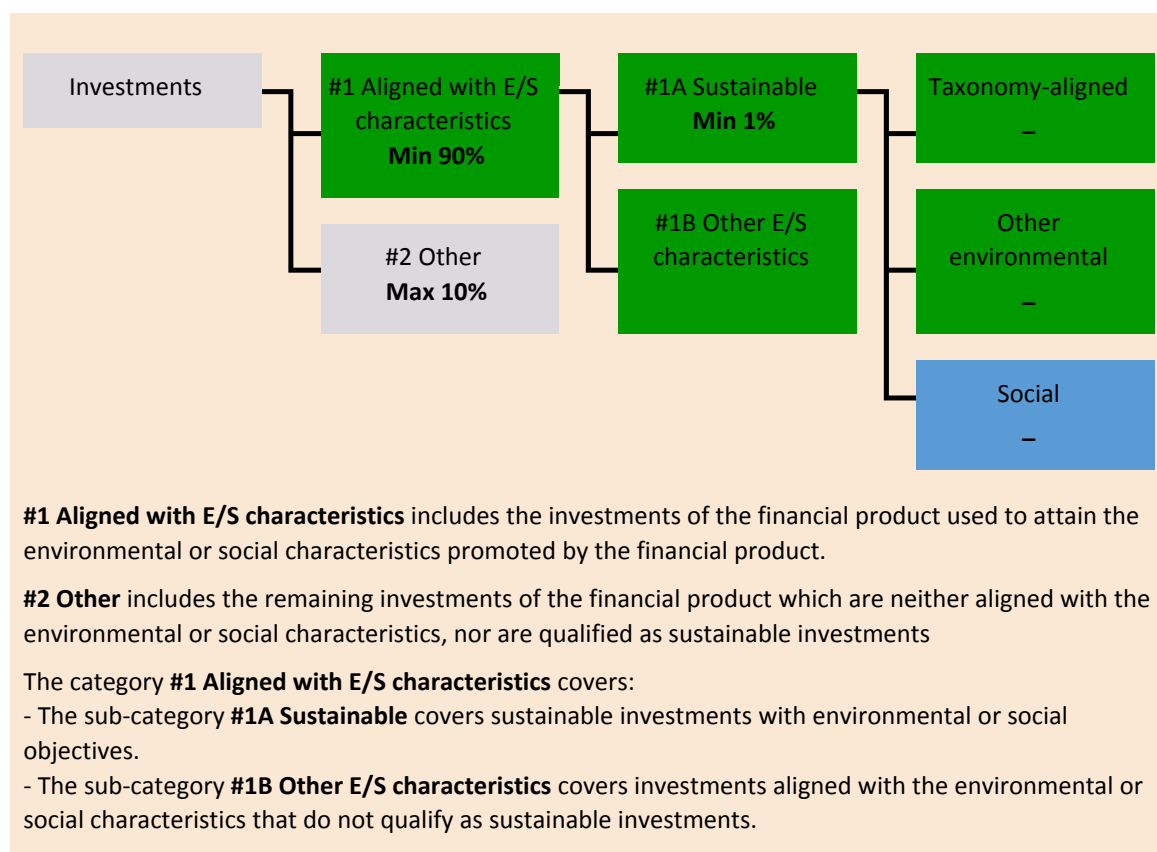 Investments
#1 Aligned with E/S
characteristics
Min 90%
#2 Other
Max 10%
#1A Sustainable
Min 1%
#1B Other E/S
characteristics
Taxonomy-aligned
–
Other
environmental
–
Social
–
#1 Aligned with E/S characteristics includes the investments of the financial product used to attain the
environmental or social characteristics promoted by the financial product.
#2 Other includes the remaining investments of the financial product which are neither aligned with the
environmental or social characteristics, nor are qualified as sustainable investments
The category #1 Aligned with E/S characteristics covers:
- The sub-category #1A Sustainable covers sustainable investments with environmental or social
objectives.
- The sub-category #1B Other E/S characteristics covers investments aligned with the environmental or
social characteristics that do not qualify as sustainable investments.